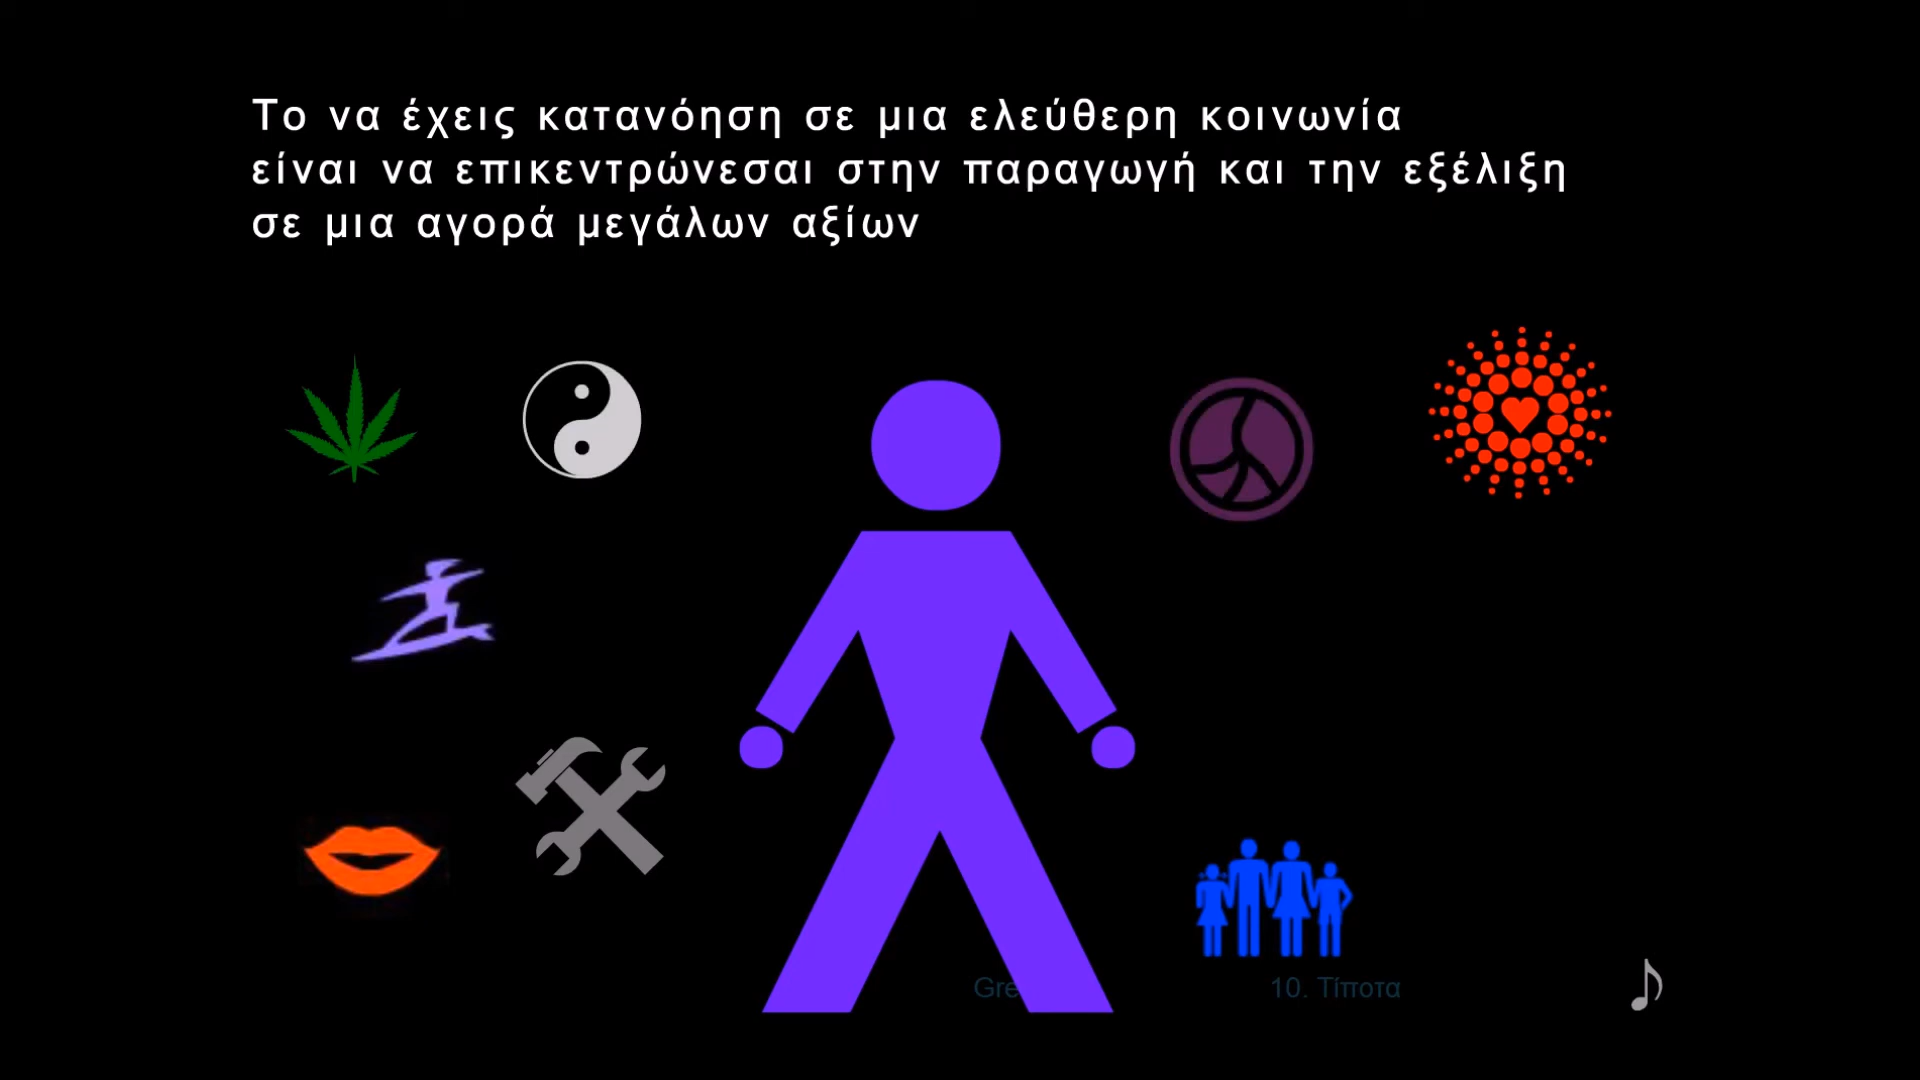 Το να έχεις κατανόηση σε μια ελεύθερη κοινωνία
είναι να επικεντρώνεσαι στην παραγωγή και την εξέλιξη
σε μια αγορά μεγάλων αξίων
10. Τίποτα